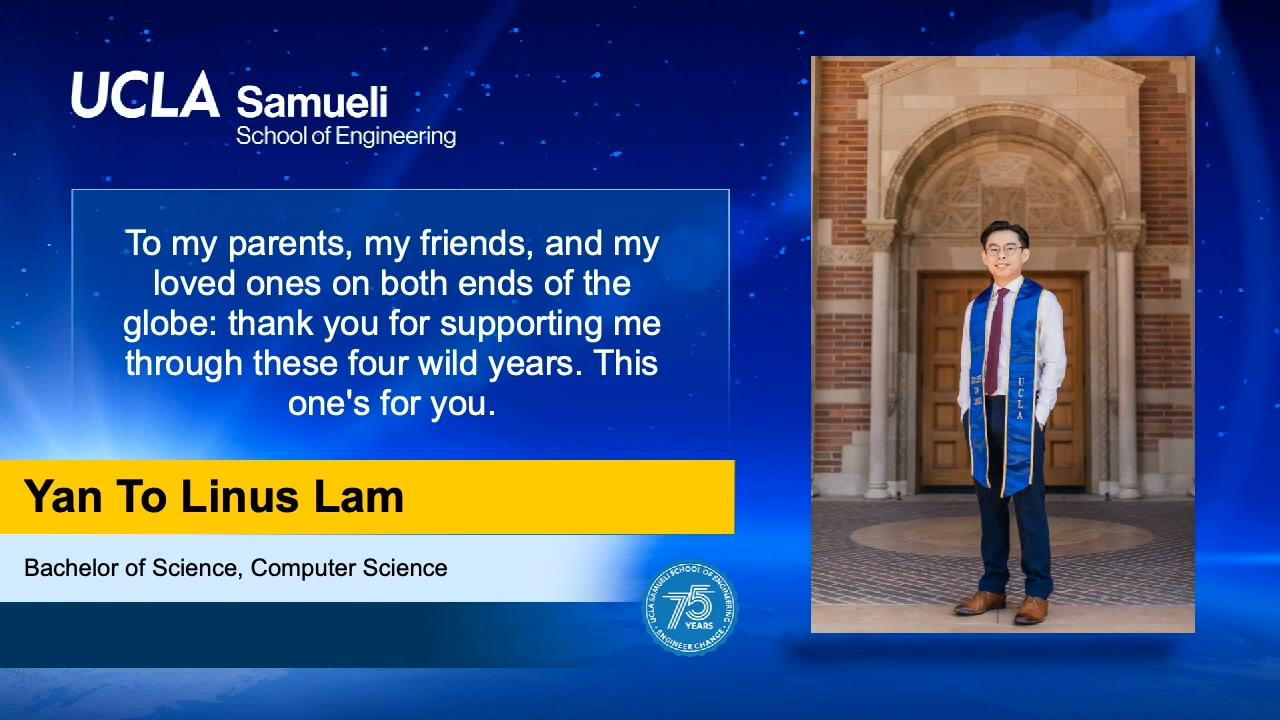 UCLA Samueli
School of Engineering
To my parents, my friends, and my
loved ones on both ends of the
globe: thank you for supporting me
through these four wild years. This
one's for you.
Yan To Linus Lam
Bachelor of Science, Computer Science
UCLA SAMUELI SCHOOL OF ENGINEERING
75
YEARS
ENGINEER CHANGE
UCLA